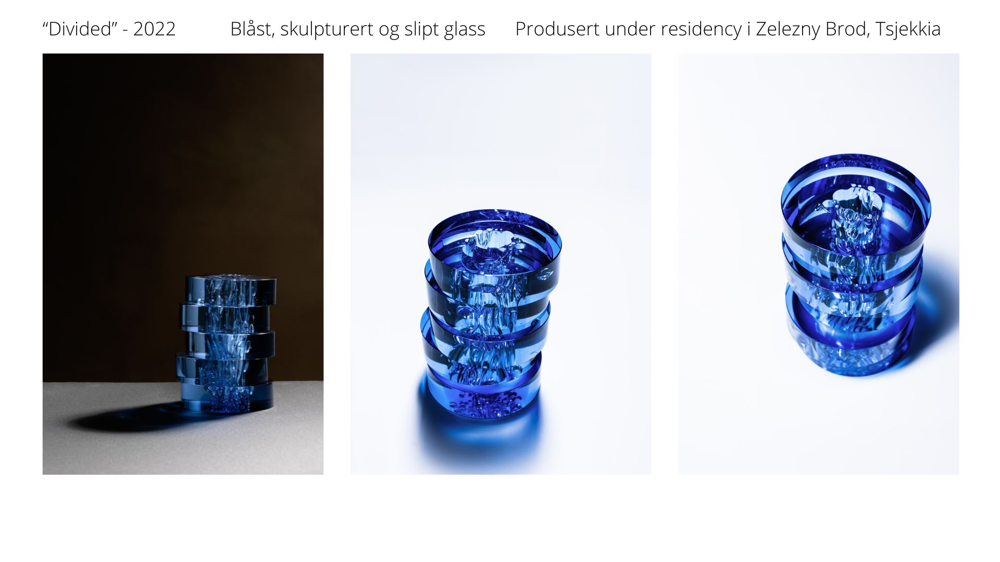 “Divided” - 2022 Blåst, skulpturert og slipt glass Produsert under residency i Zelezny Brod, Tsjekkia